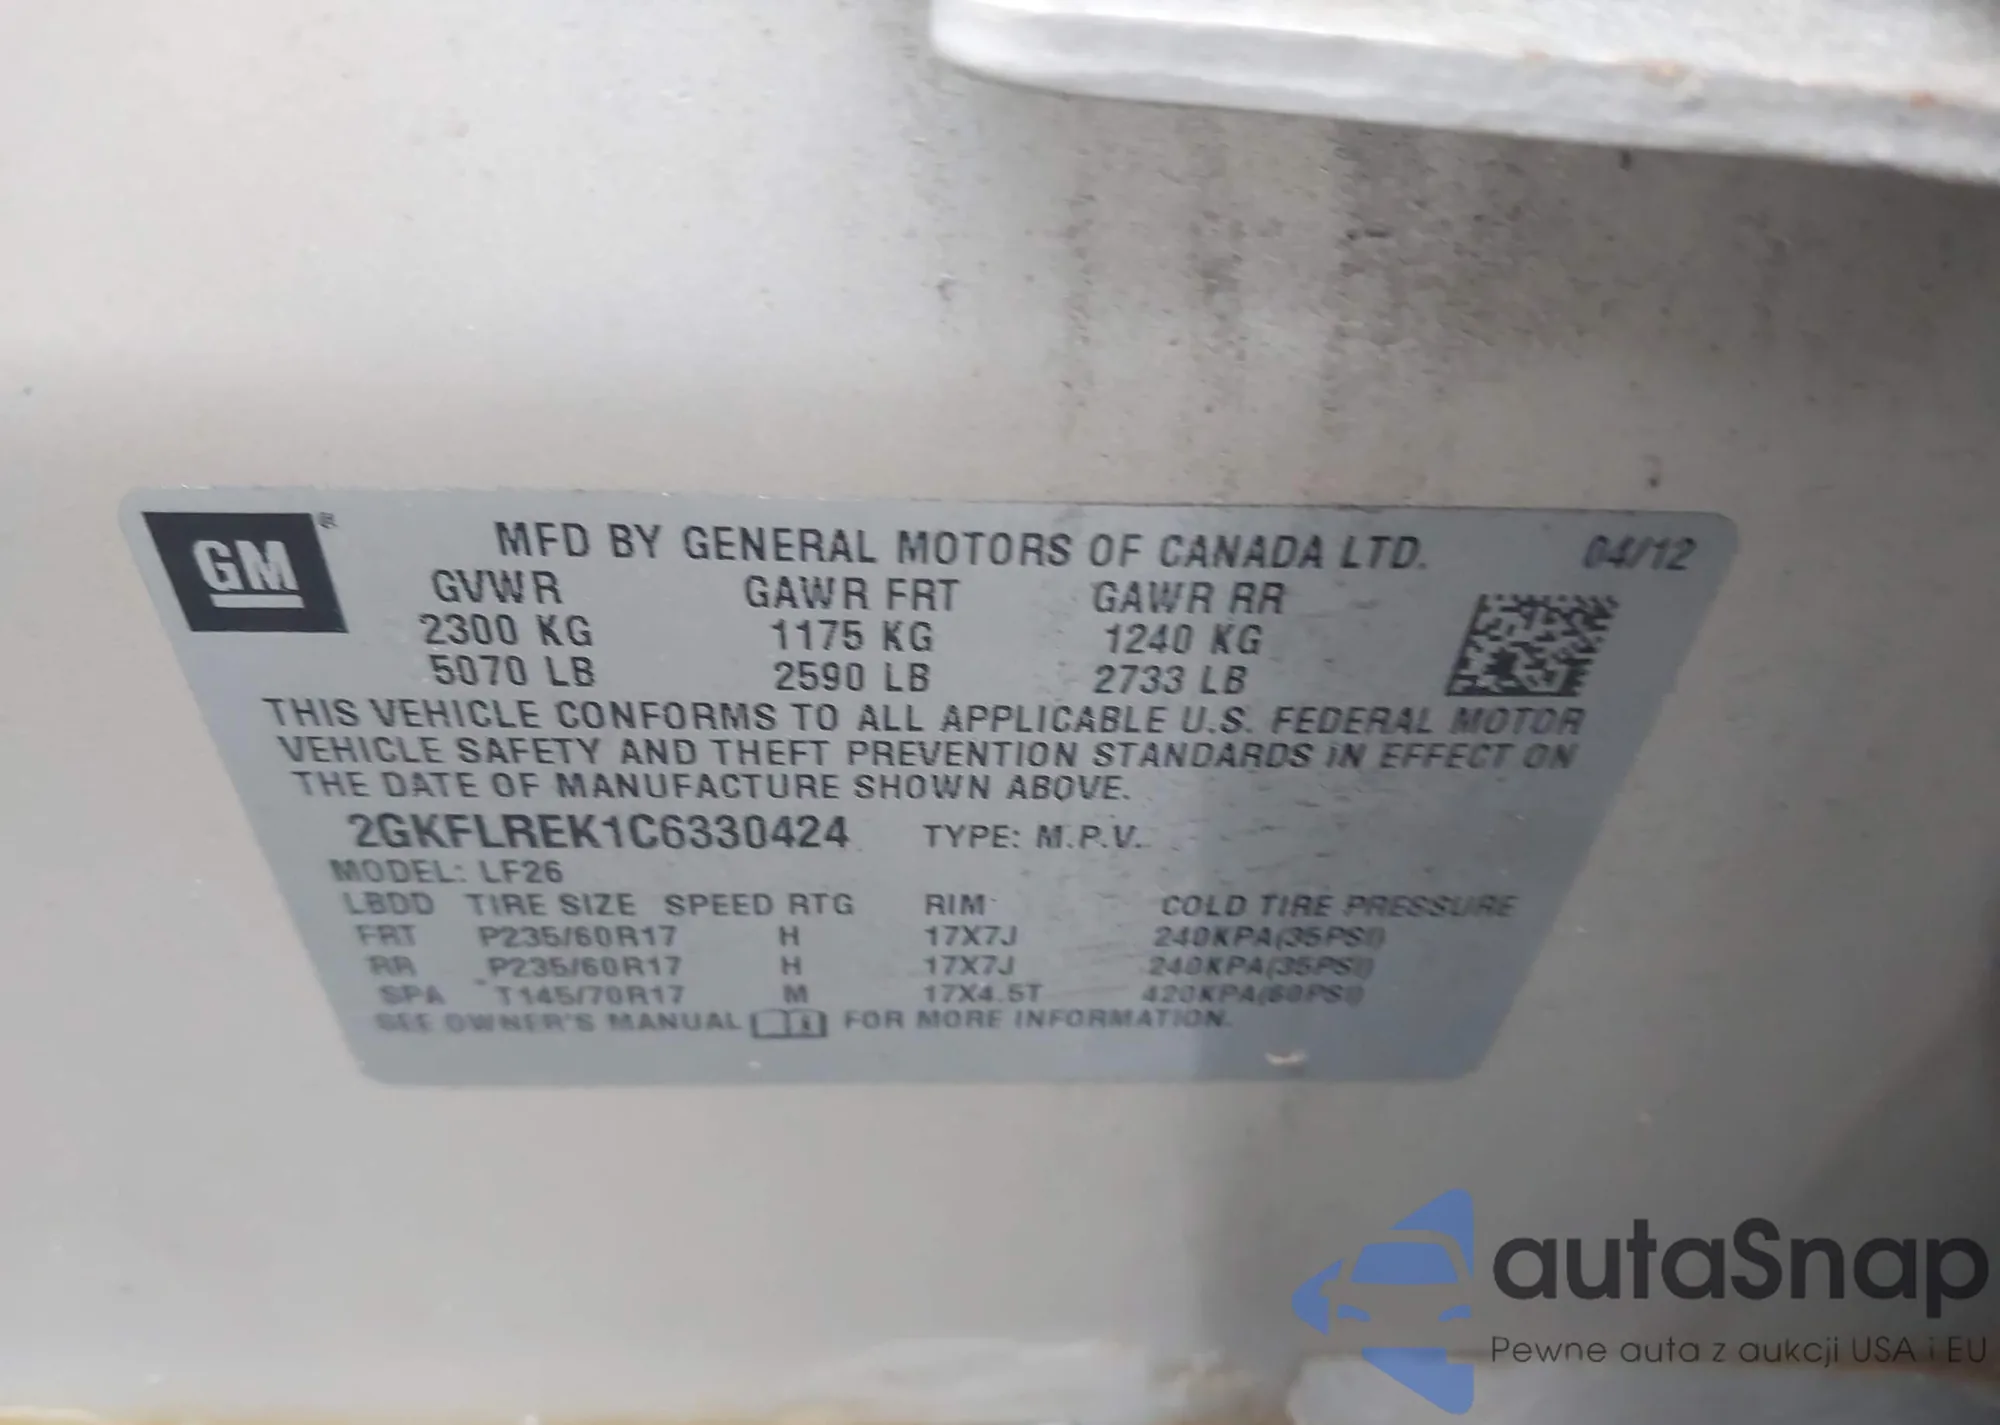 GM ®
MFD BY GENERAL MOTORS OF CANADA LTD. 04/12
GVWR GAWR FRT GAWR RR
2300 KG 1175 KG 1240 KG
5070 LB 2590 LB 2733 LB
THIS VEHICLE CONFORMS TO ALL APPLICABLE U.S. FEDERAL MOTOR
VEHICLE SAFETY AND THEFT PREVENTION STANDARDS IN EFFECT ON
THE DATE OF MANUFACTURE SHOWN ABOVE.
2GKFLREK1C6330424 TYPE: M.P.V.
MODEL: LF26
LBDD TIRE SIZE SPEED RTG RIM COLD TIRE PRESSURE
FRT P235/60R17 H 17X7J 240KPA(35PSI)
RR P235/60R17 H 17X7J 240KPA(35PSI)
SPA T145/70R17 M 17X4.5T 420KPA(60PSI)
SEE OWNER'S MANUAL FOR MORE INFORMATION.
autaSnap
Pewne auta z aukcji USA i EU